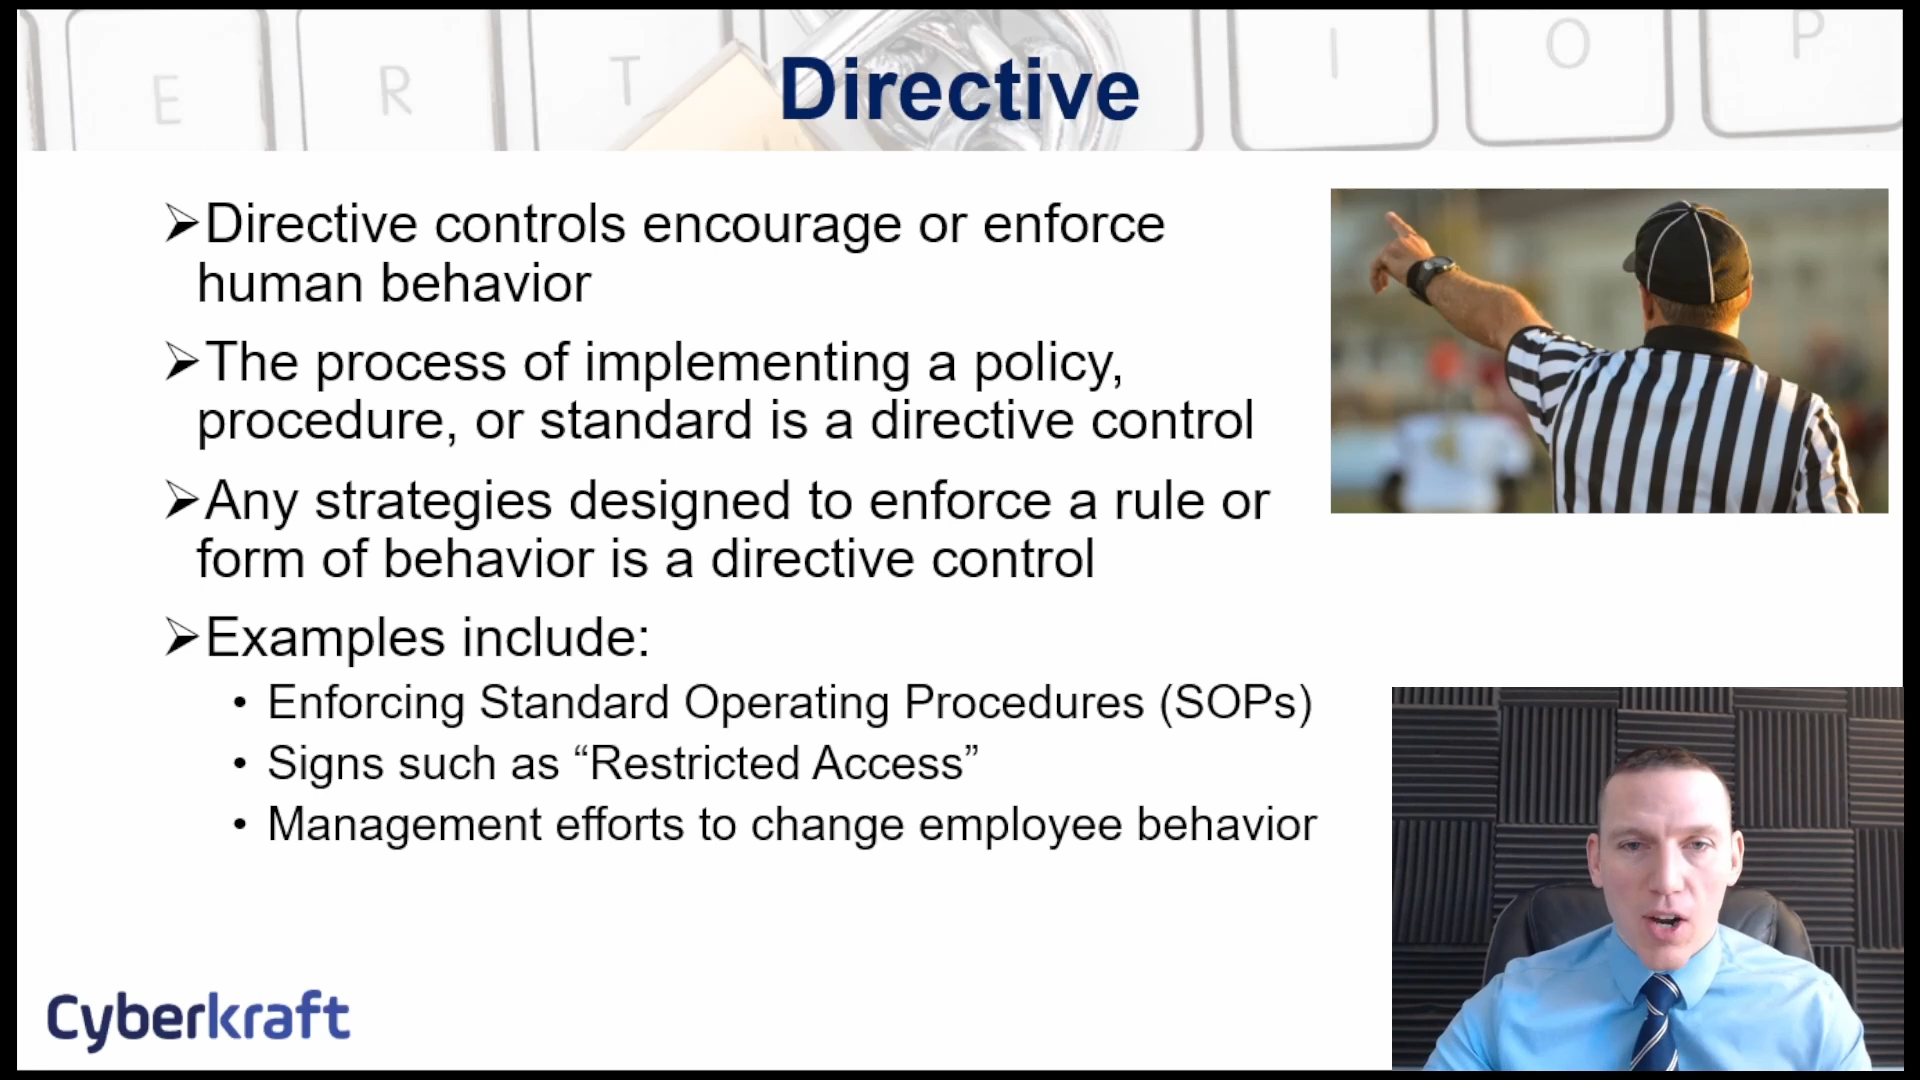 E R T I O P
Directive
➢Directive controls encourage or enforce
human behavior
➢The process of implementing a policy,
procedure, or standard is a directive control
➢Any strategies designed to enforce a rule or
form of behavior is a directive control
➢Examples include:
• Enforcing Standard Operating Procedures (SOPs)
• Signs such as “Restricted Access”
• Management efforts to change employee behavior
Cyberkraft